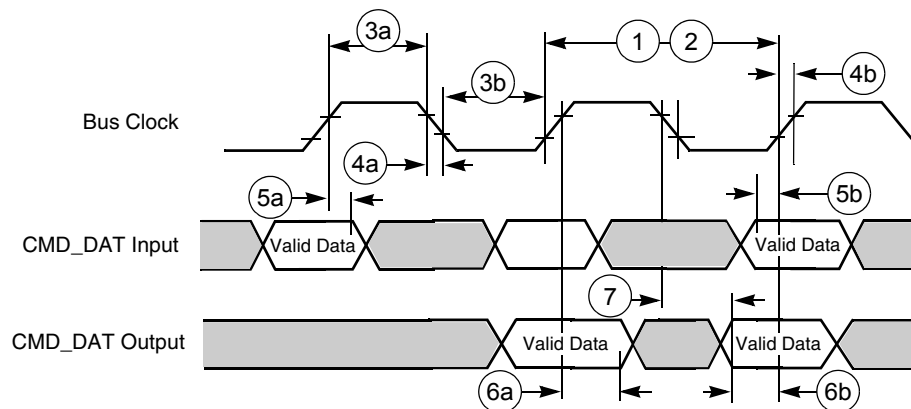 3a
1
2
3b
4b
Bus Clock
4a
5a
5b
CMD_DAT Input
Valid Data
Valid Data
7
CMD_DAT Output
Valid Data
Valid Data
6a
6b